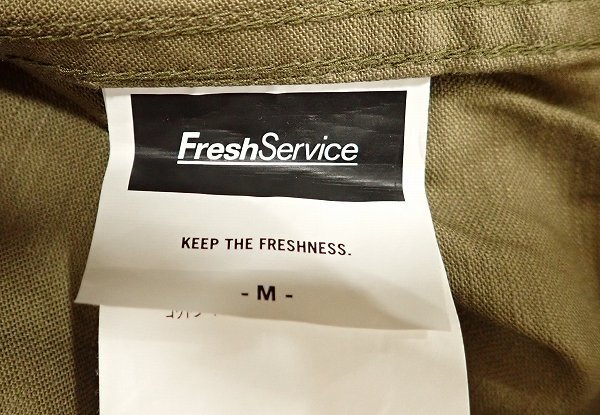 FreshService
KEEP THE FRESHNESS.
- M -